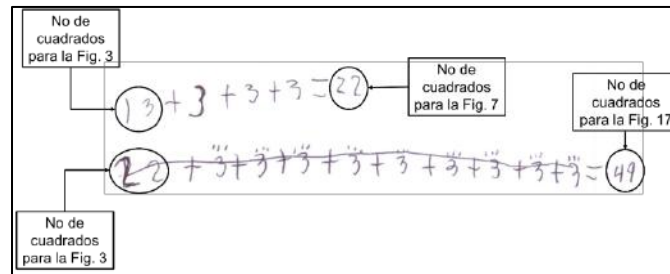 No de
cuadrados
para la Fig. 3
13 + 3 + 3 + 3 = 22
No de
cuadrados
para la Fig. 7
No de
cuadrados
para la Fig. 17
22 + 3 + 3 + 3 + 3 + 3 + 3 + 3 + 3 + 3 = 49
No de
cuadrados
para la Fig. 3